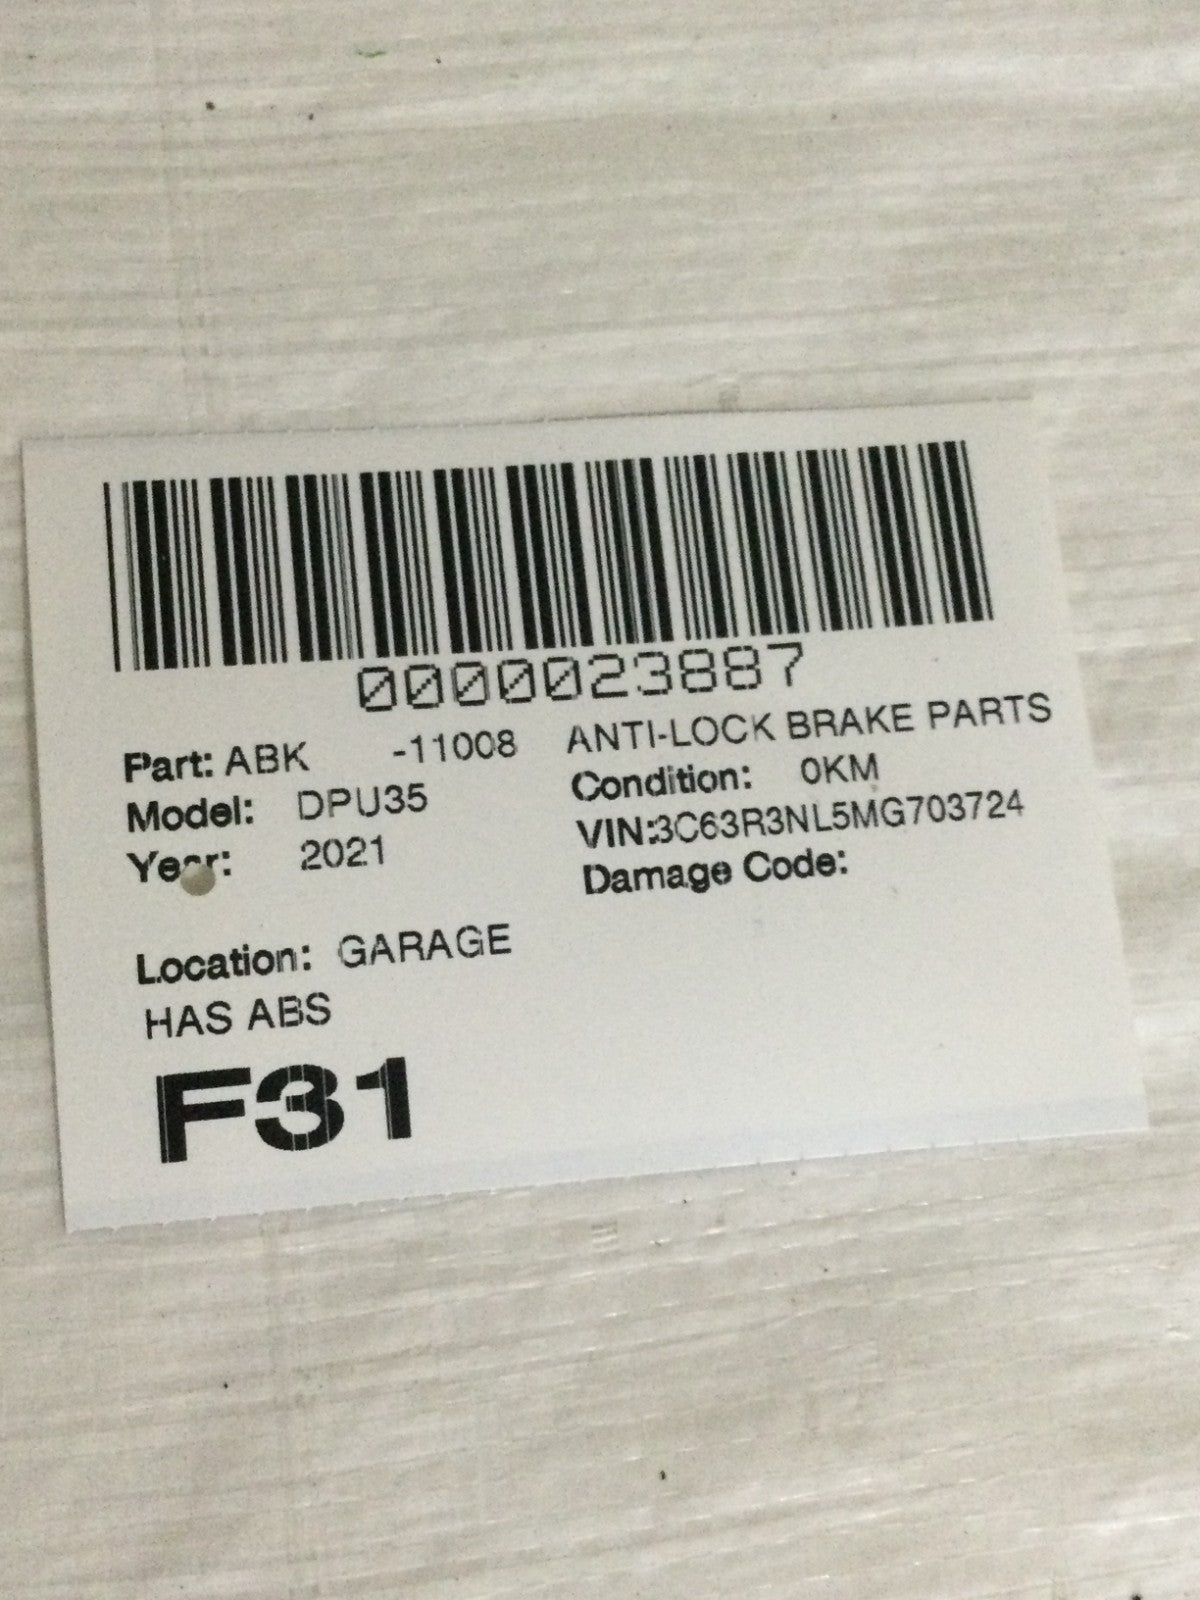 0000023887
Part: ABK -11008 ANTI-LOCK BRAKE PARTS
Model: DPU35 Condition: 0KM
Year: 2021 VIN:3C63R3NL5MG703724
Damage Code:
Location: GARAGE
HAS ABS
F31